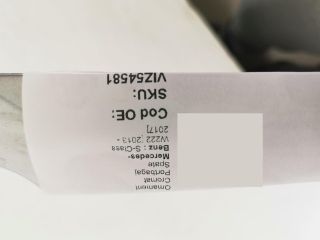 Ornament
Cromat
Portbagaj
Spate
Mercedes-
Benz : S-Class
W222 [2013 -
2017]
Cod OE:
SKU:
VIZ54581